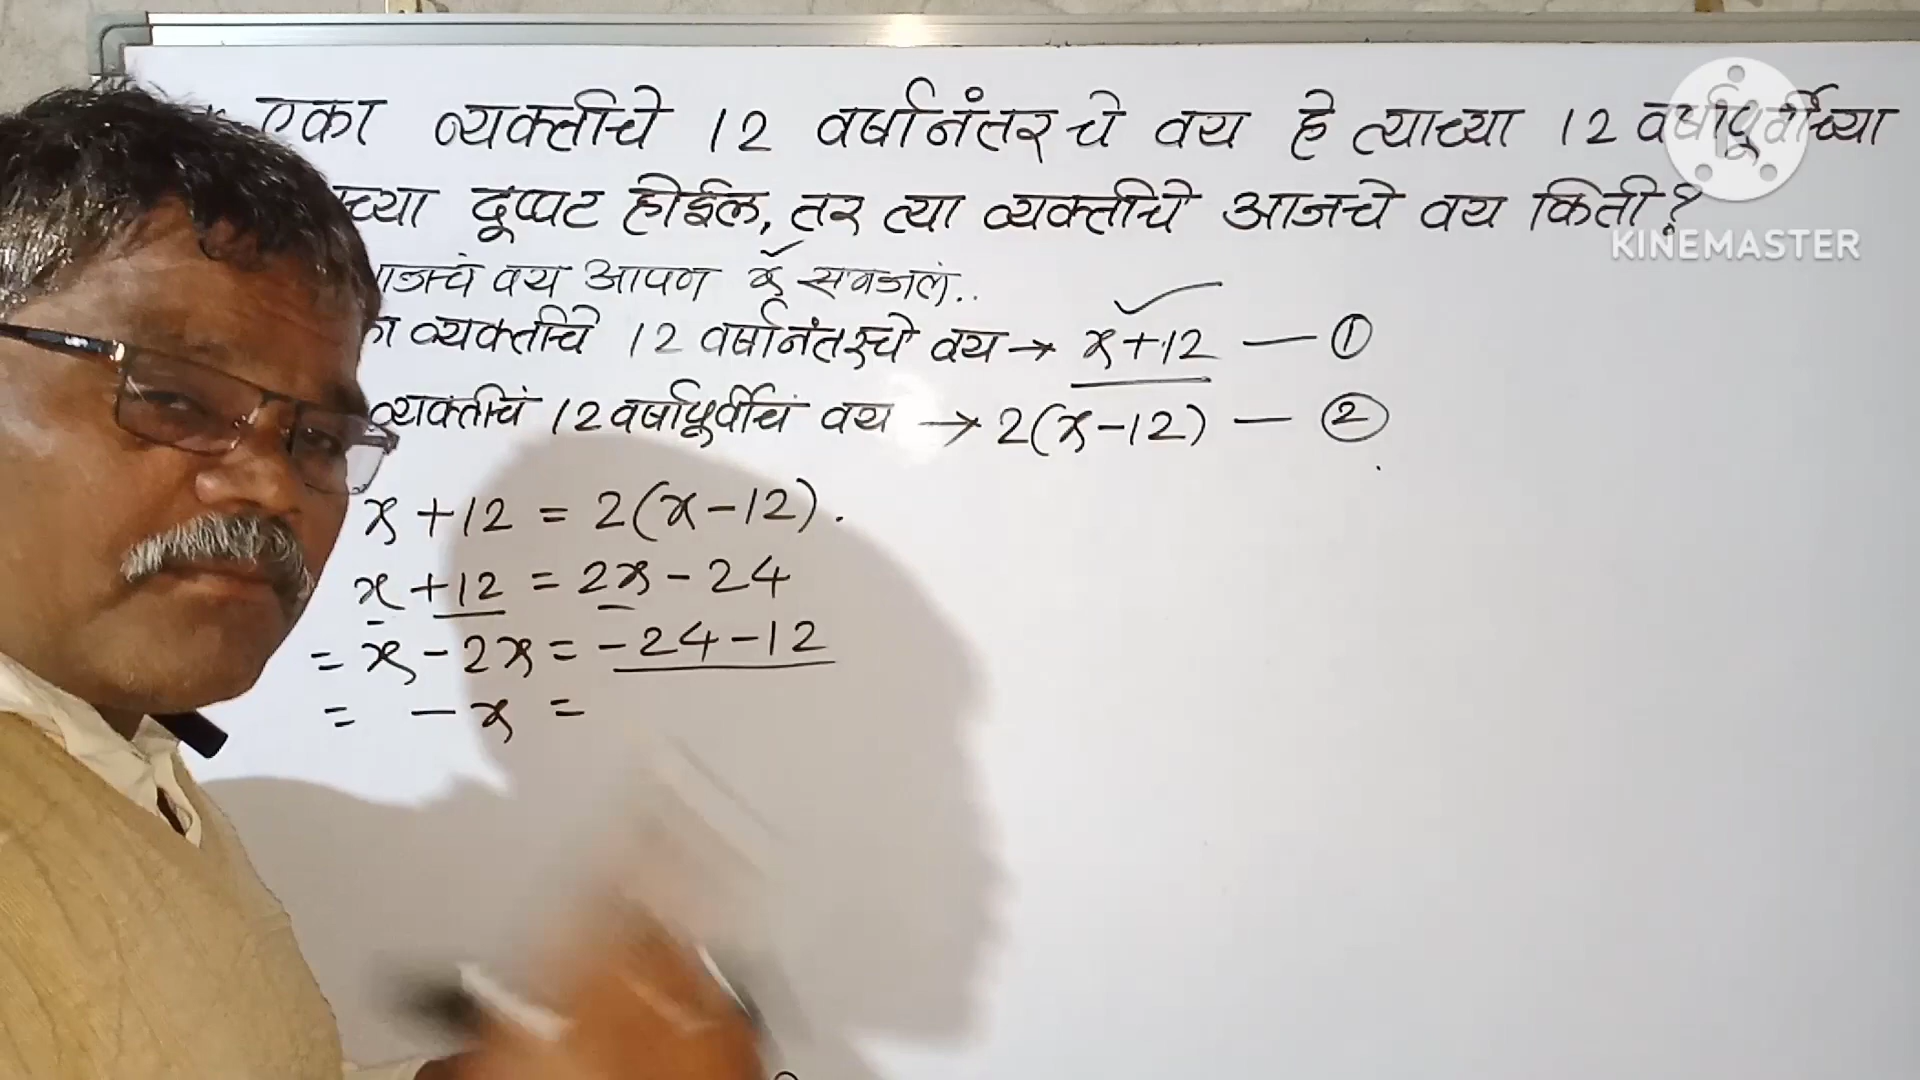 एका व्यक्तीचे 12 वर्षानंतरचे वय हे त्याच्या 12 वर्षापूर्वीच्या
दूप्पट होईल, तर त्या व्यक्तीचे आजचे वय किती?
KINEMASTER
वय आपण x समजलं..
व्यक्तीचे 12 वर्षानंतरचे वय → x+12 — ①
व्यक्तीचं 12 वर्षापूर्वीचं वय → 2(x-12) — ②
x + 12 = 2(x-12).
x + 12 = 2x - 24
= x - 2x = -24-12
= - x =